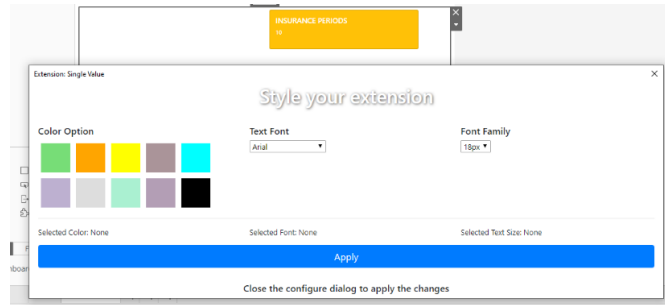 INSURANCE PERIODS
10
Extension: Single Value
Style your extension
Color Option
Text Font
Font Family
Arial
18px
Selected Color: None
Selected Font: None
Selected Text Size: None
Apply
Close the configure dialog to apply the changes